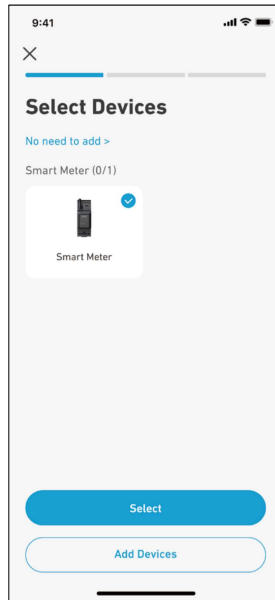 9:41
Select Devices
No need to add >
Smart Meter (0/1)
Smart Meter
Select
Add Devices